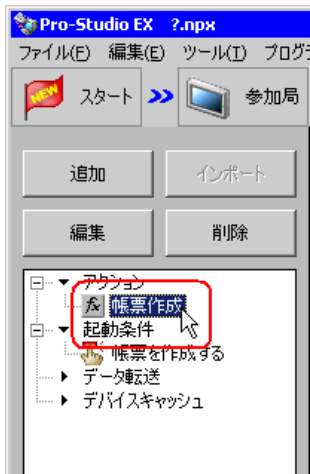 Pro-Studio EX ?.npx
ファイル(F) 編集(E) ツール(T) プログ
NEW スタート 参加局
追加 インポート
編集 削除
アクション
fx 帳票作成
起動条件
帳票を作成する
データ転送
デバイスキャッシュ